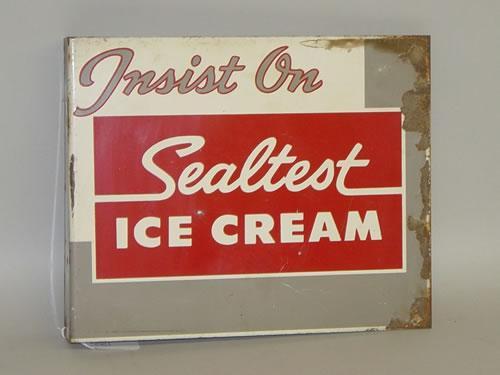 Insist On
Sealtest
ICE CREAM